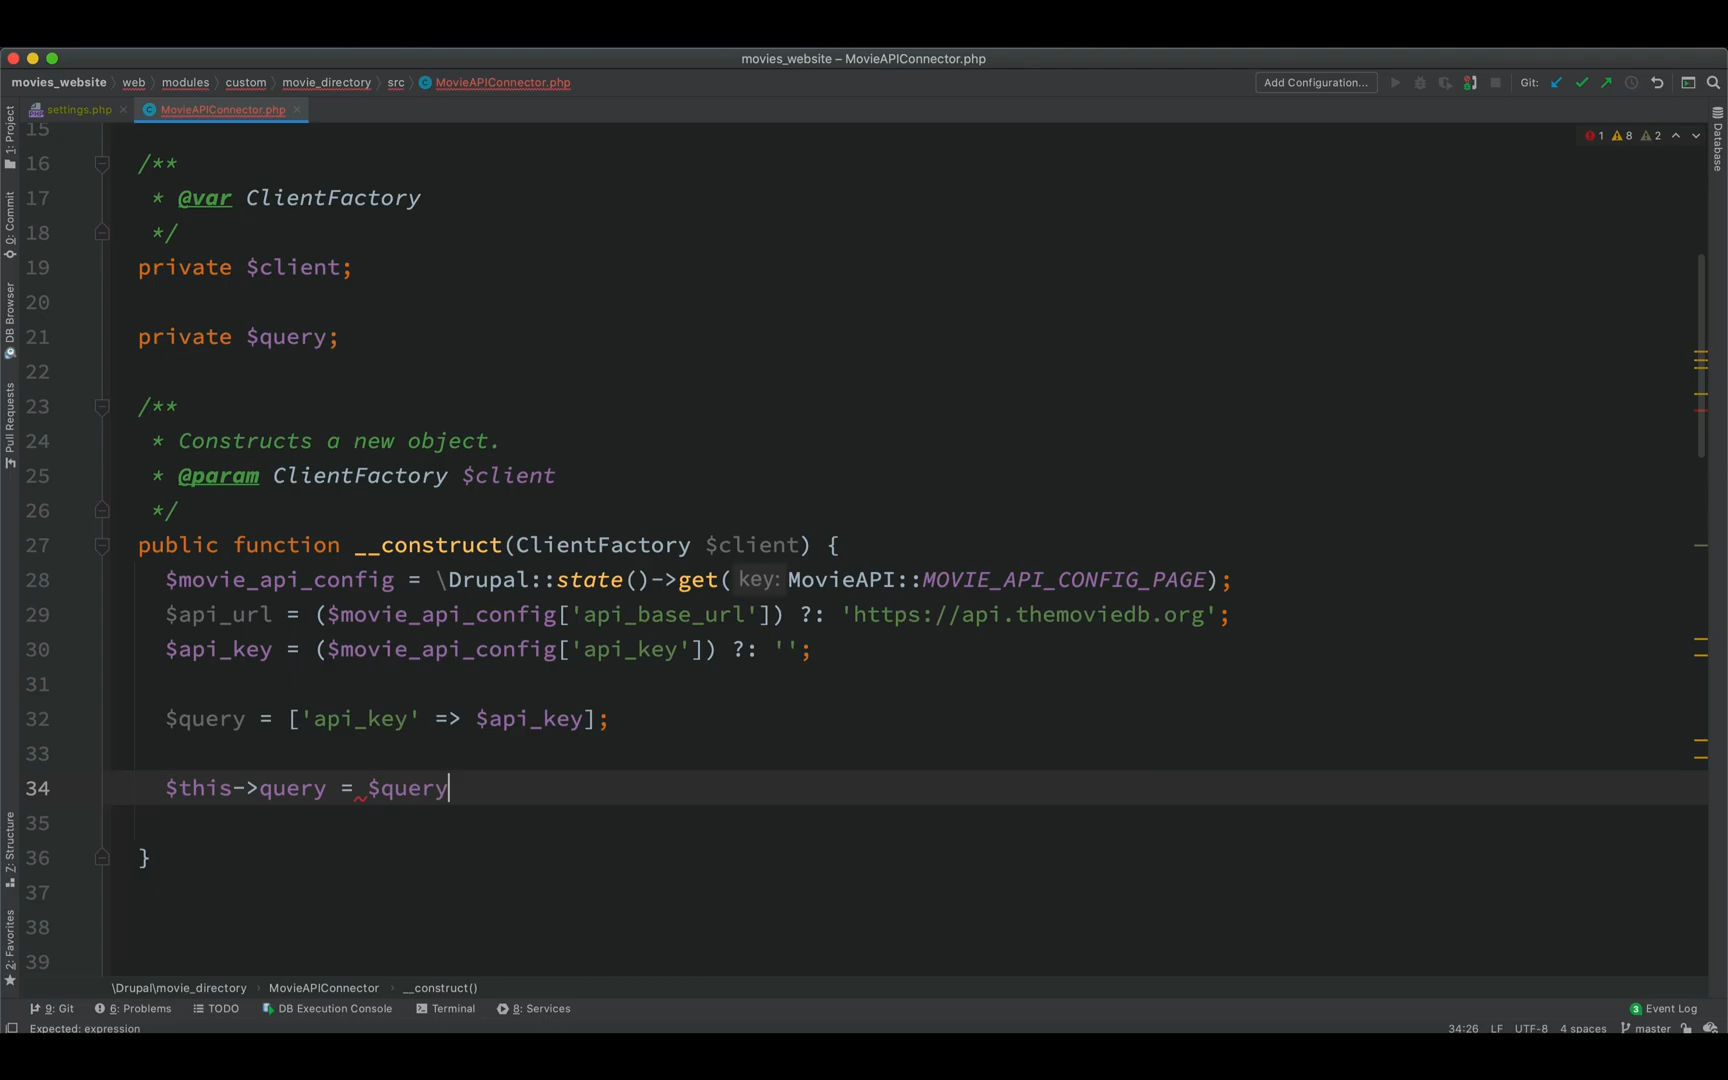 movies_website – MovieAPIConnector.php
movies_website › web › modules › custom › movie_directory › src › MovieAPIConnector.php
Add Configuration...
Git:
settings.php
MovieAPIConnector.php
1 8 2
15
16 /**
17 * @var ClientFactory
18 */
19 private $client;
20
21 private $query;
22
23 /**
24 * Constructs a new object.
25 * @param ClientFactory $client
26 */
27 public function __construct(ClientFactory $client) {
28 $movie_api_config = \Drupal::state()->get( key: MovieAPI::MOVIE_API_CONFIG_PAGE);
29 $api_url = ($movie_api_config['api_base_url']) ?: 'https://api.themoviedb.org';
30 $api_key = ($movie_api_config['api_key']) ?: '';
31
32 $query = ['api_key' => $api_key];
33
34 $this->query = $query
35
36 }
37
38
39
1: Project
0: Commit
DB Browser
Pull Requests
Z: Structure
2: Favorites
Database
\Drupal\movie_directory › MovieAPIConnector › __construct()
9: Git
6: Problems
TODO
DB Execution Console
Terminal
8: Services
3 Event Log
Expected: expression
34:26 LF UTF-8 4 spaces master